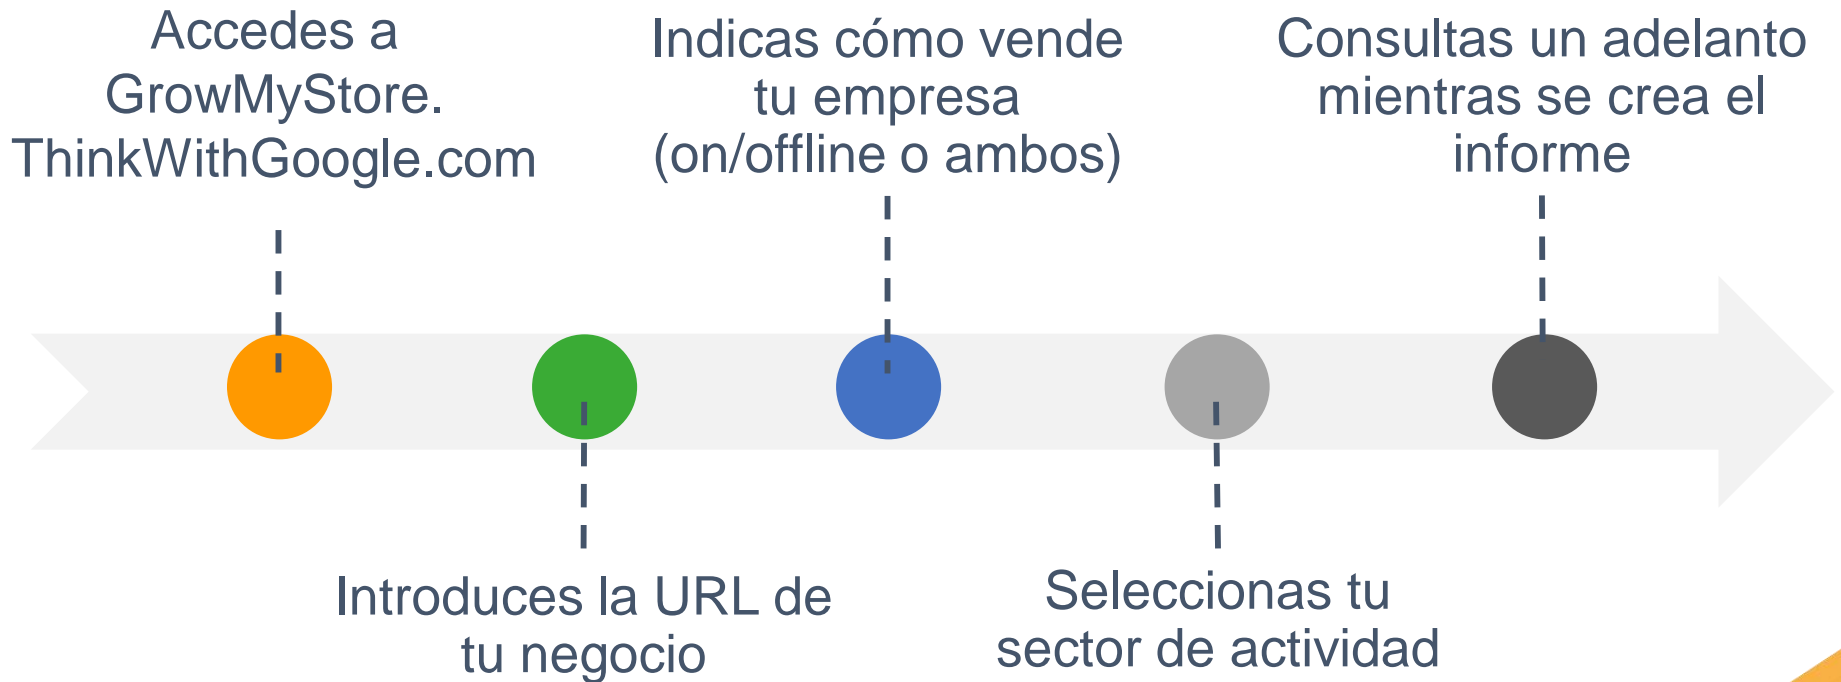 Accedes a
GrowMyStore.
ThinkWithGoogle.com
Introduces la URL de
tu negocio
Indicas cómo vende
tu empresa
(on/offline o ambos)
Seleccionas tu
sector de actividad
Consultas un adelanto
mientras se crea el
informe